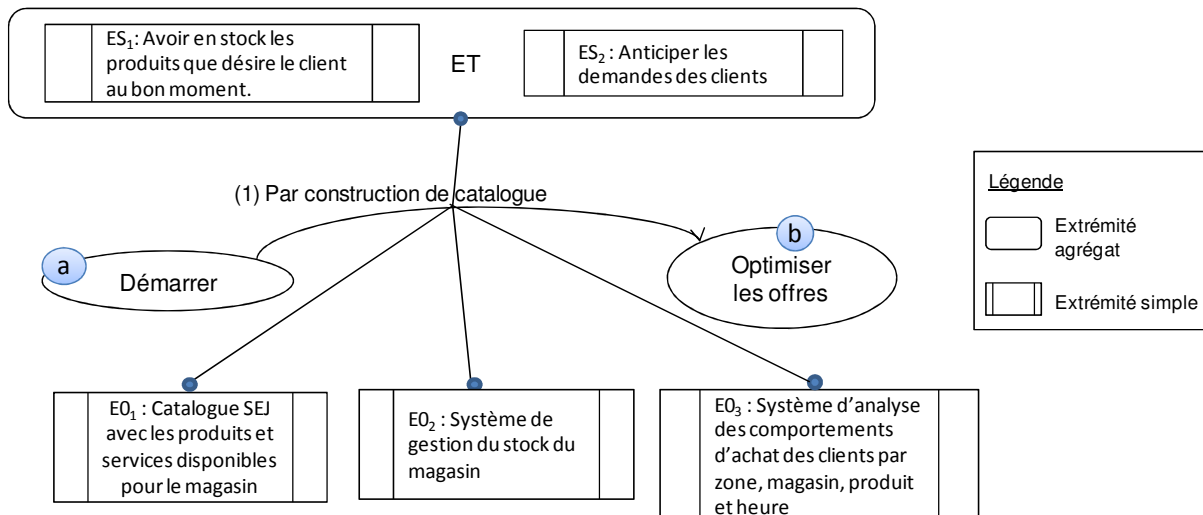 ES₁: Avoir en stock les
produits que désire le client
au bon moment.
ET
ES₂ : Anticiper les
demandes des clients
(1) Par construction de catalogue
a
Démarrer
b
Optimiser
les offres
Légende
Extrémité
agrégat
Extrémité simple
E0₁ : Catalogue SEJ
avec les produits et
services disponibles
pour le magasin
E0₂ : Système de
gestion du stock du
magasin
E0₃ : Système d'analyse
des comportements
d'achat des clients par
zone, magasin, produit
et heure